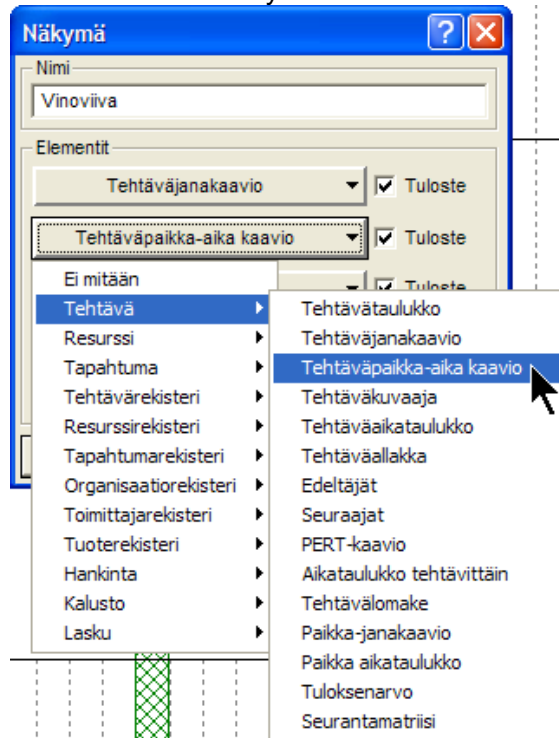 Näkymä
Nimi
Vinoviiva
Elementit
Tehtäväjanakaavio
Tuloste
Tehtäväpaikka-aika kaavio
Tuloste
Tuloste
Ei mitään
Tehtävä
Resurssi
Tapahtuma
Tehtävärekisteri
Resurssirekisteri
Tapahtumarekisteri
Organisaatiorekisteri
Toimittajarekisteri
Tuoterekisteri
Hankinta
Kalusto
Lasku
Tehtävätaulukko
Tehtäväjanakaavio
Tehtäväpaikka-aika kaavio
Tehtäväkuvaaja
Tehtäväaikataulukko
Tehtäväallakka
Edeltäjät
Seuraajat
PERT-kaavio
Aikataulukko tehtävittäin
Tehtävälomake
Paikka-janakaavio
Paikka aikataulukko
Tuloksenarvo
Seurantamatriisi